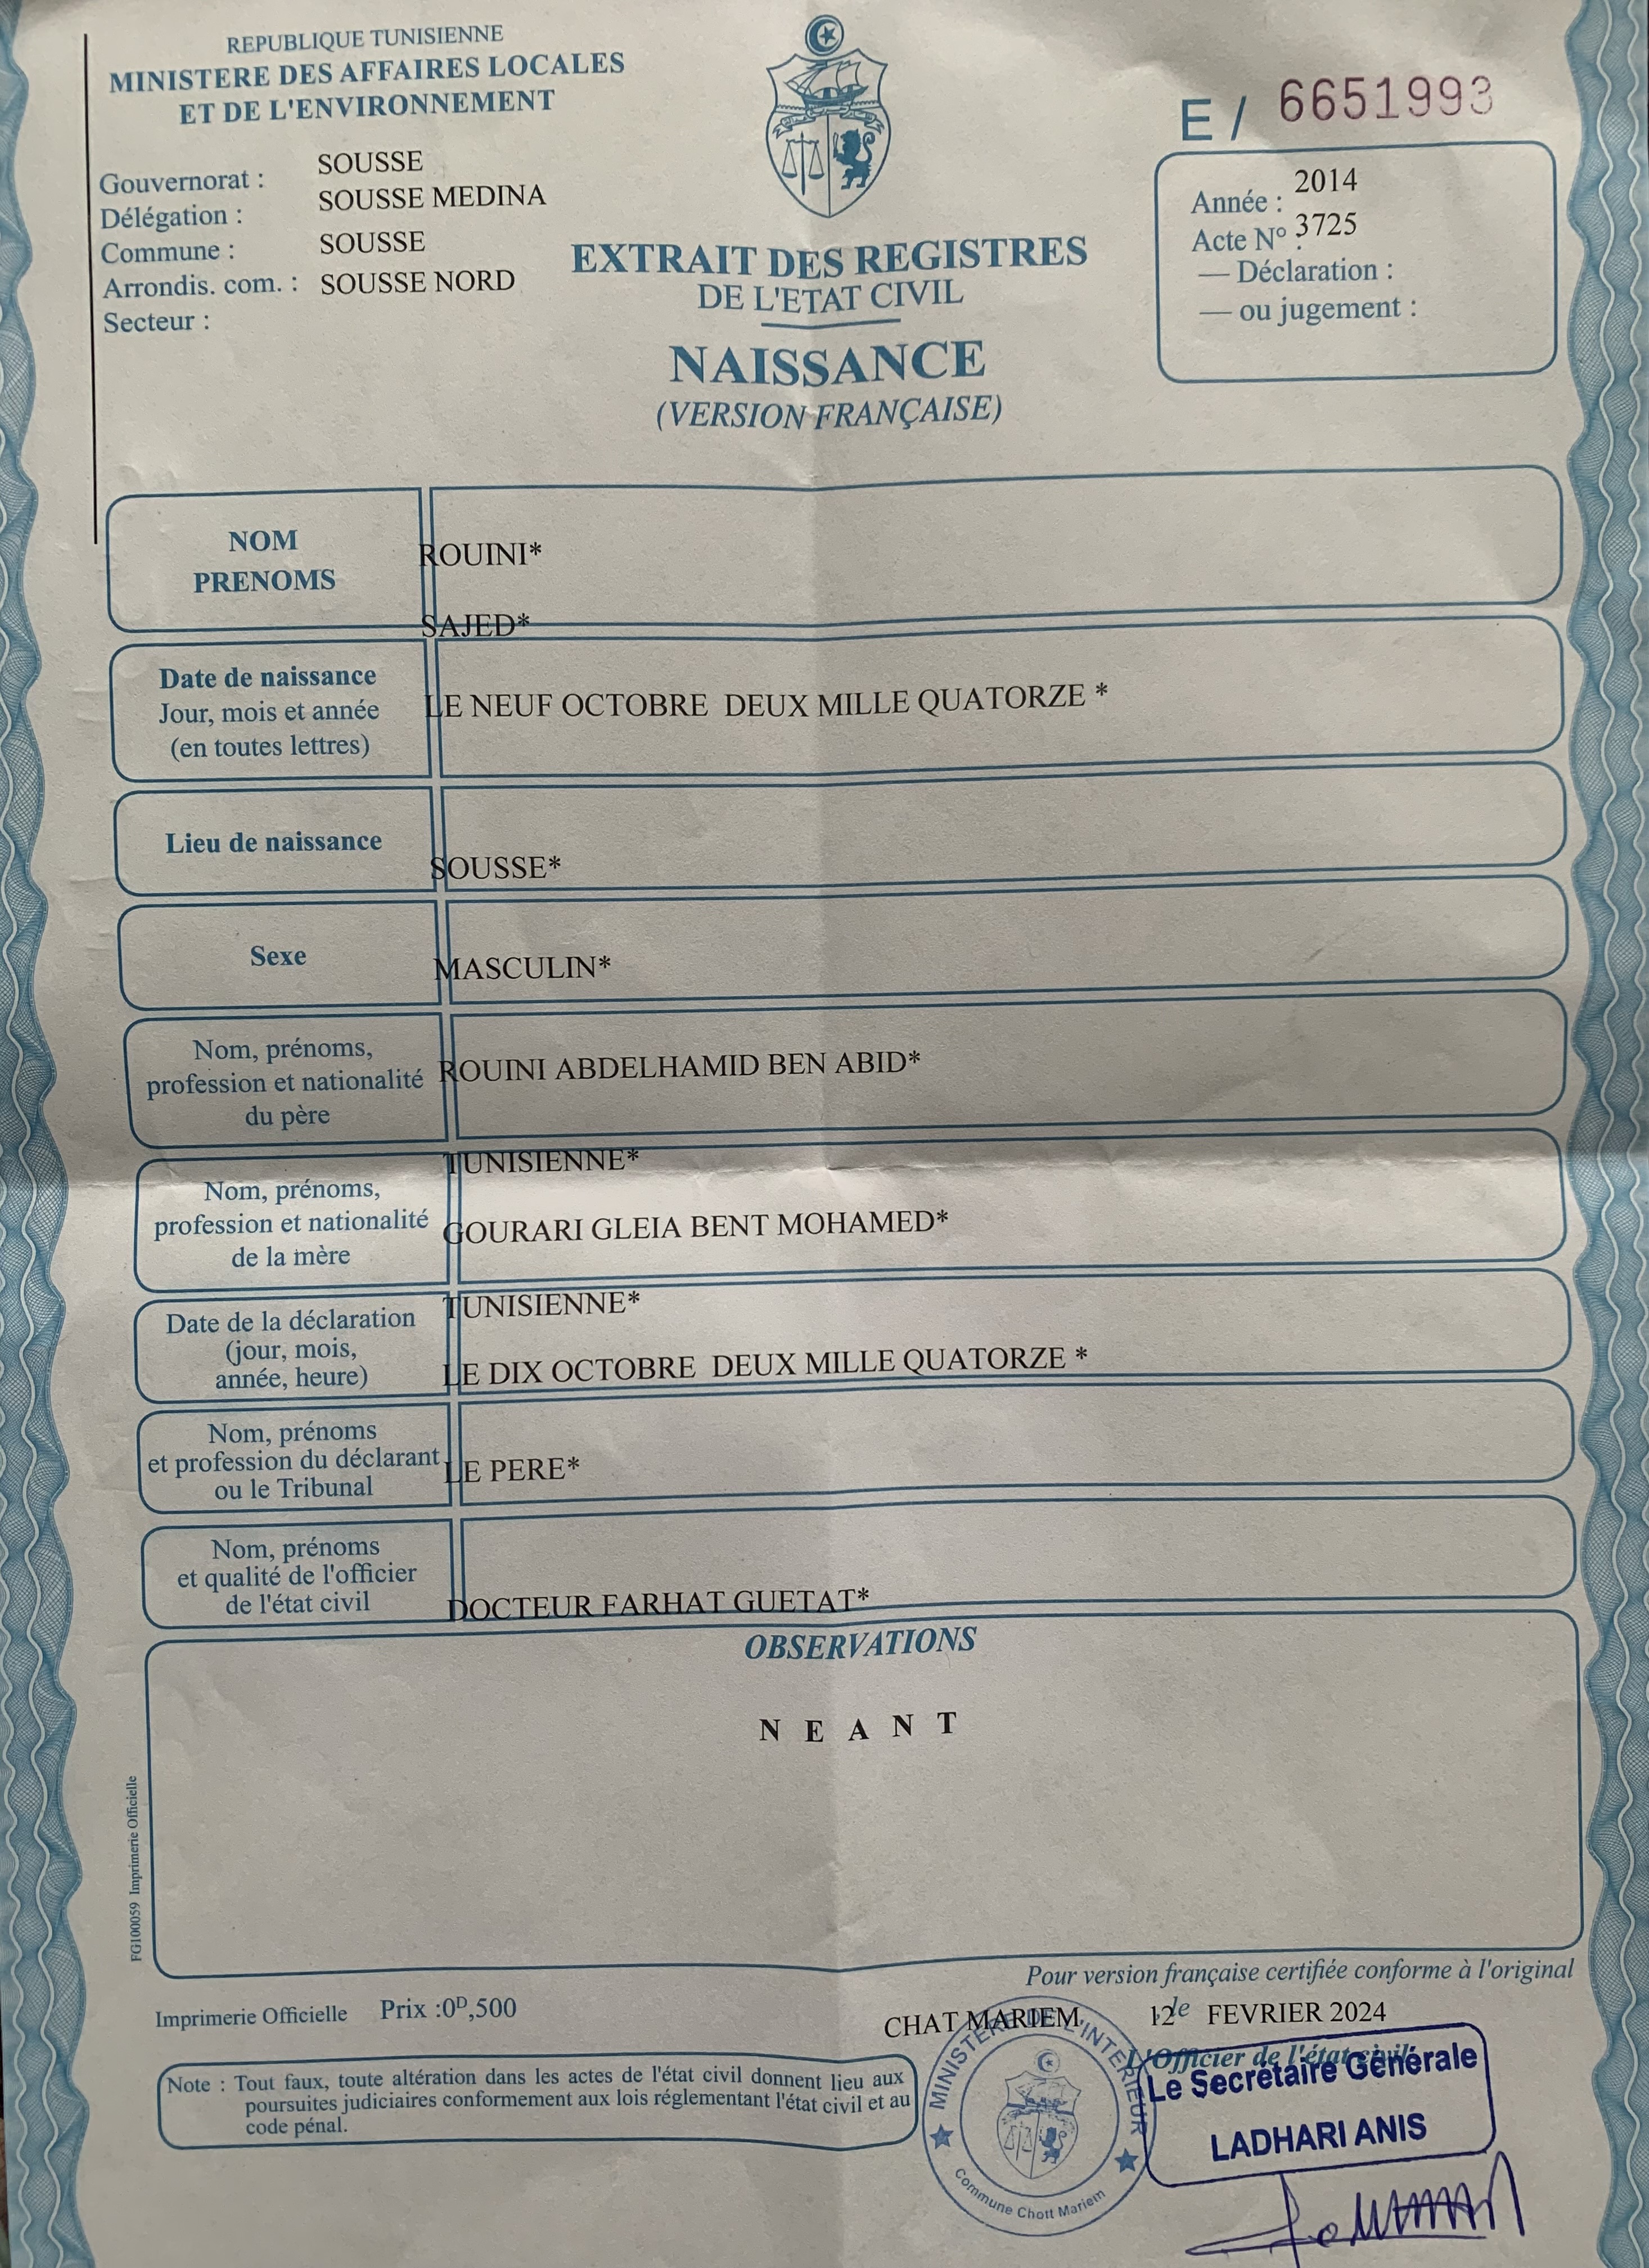 REPUBLIQUE TUNISIENNE
MINISTERE DES AFFAIRES LOCALES
ET DE L'ENVIRONNEMENT
Gouvernorat : SOUSSE
Délégation : SOUSSE MEDINA
Commune : SOUSSE
Arrondis. com. : SOUSSE NORD
Secteur :
E / 6651993
Année : 2014
Acte N° : 3725
— Déclaration :
— ou jugement :
EXTRAIT DES REGISTRES
DE L'ETAT CIVIL
NAISSANCE
(VERSION FRANÇAISE)
NOM
PRENOMS
ROUINI*
SAJED*
Date de naissance
Jour, mois et année
(en toutes lettres)
LE NEUF OCTOBRE DEUX MILLE QUATORZE *
Lieu de naissance
SOUSSE*
Sexe
MASCULIN*
Nom, prénoms,
profession et nationalité
du père
ROUINI ABDELHAMID BEN ABID*
TUNISIENNE*
Nom, prénoms,
profession et nationalité
de la mère
GOURARI GLEIA BENT MOHAMED*
TUNISIENNE*
Date de la déclaration
(jour, mois,
année, heure)
LE DIX OCTOBRE DEUX MILLE QUATORZE *
Nom, prénoms
et profession du déclarant
ou le Tribunal
LE PERE*
Nom, prénoms
et qualité de l'officier
de l'état civil
DOCTEUR FARHAT GUETAT*
OBSERVATIONS
N E A N T
FG100059 Imprimerie Officielle
Pour version française certifiée conforme à l'original
Imprimerie Officielle Prix :0ᴰ,500
CHAT MARIEM, 12 le FEVRIER 2024
L'Officier de l'état civil
Le Secrétaire Générale
LADHARI ANIS
MINISTERE DE L'INTERIEUR
Commune Chott Mariem
Note : Tout faux, toute altération dans les actes de l'état civil donnent lieu aux
poursuites judiciaires conformement aux lois réglementant l'état civil et au
code pénal.